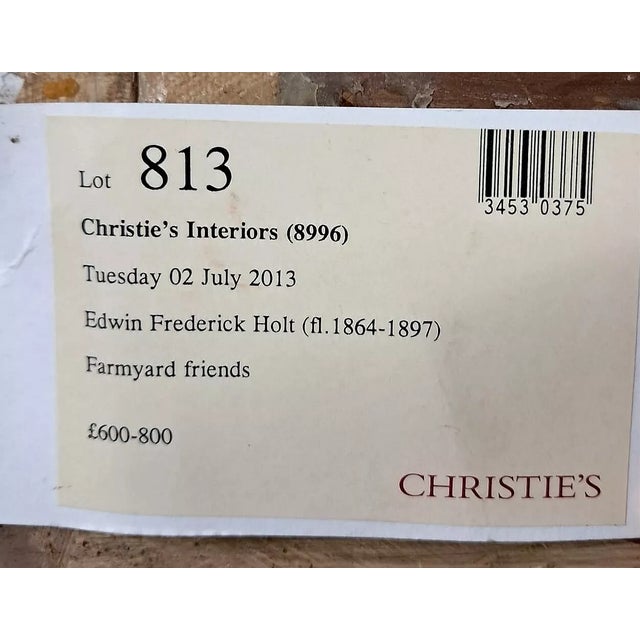 Lot 813
3453 0375
Christie's Interiors (8996)
Tuesday 02 July 2013
Edwin Frederick Holt (fl.1864-1897)
Farmyard friends
£600-800
CHRISTIE'S